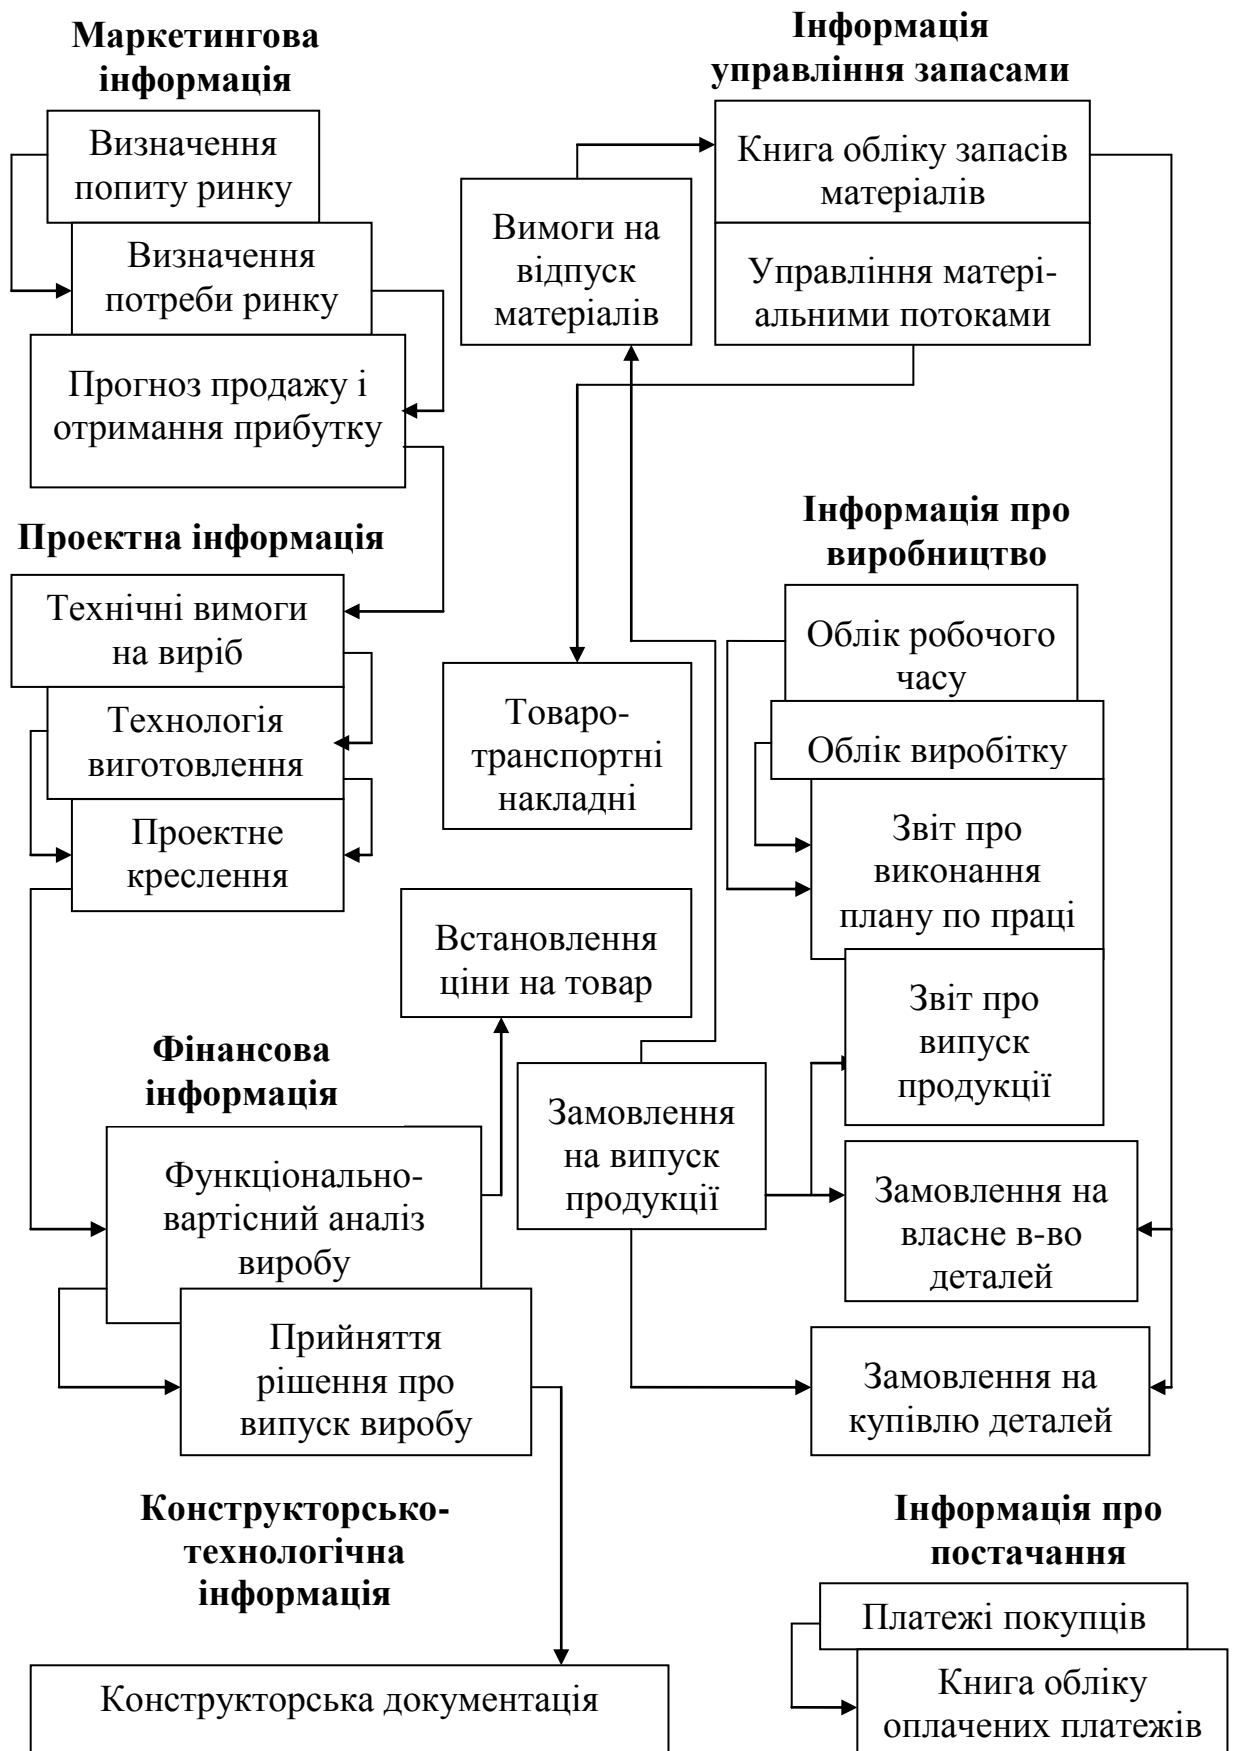 Маркетингова
інформація
Визначення
попиту ринку
Визначення
потреби ринку
Прогноз продажу і
отримання прибутку
Інформація
управління запасами
Книга обліку запасів
матеріалів
Управління матері-
альними потоками
Вимоги на
відпуск
матеріалів
Проектна інформація
Технічні вимоги
на виріб
Технологія
виготовлення
Проектне
креслення
Товаро-
транспортні
накладні
Інформація про
виробництво
Облік робочого
часу
Облік виробітку
Звіт про
виконання
плану по праці
Звіт про
випуск
продукції
Встановлення
ціни на товар
Фінансова
інформація
Функціонально-
вартісний аналіз
виробу
Прийняття
рішення про
випуск виробу
Замовлення
на випуск
продукції
Замовлення на
власне в-во
деталей
Замовлення на
купівлю деталей
Конструкторсько-
технологічна
інформація
Конструкторська документація
Інформація про
постачання
Платежі покупців
Книга обліку
оплачених платежів